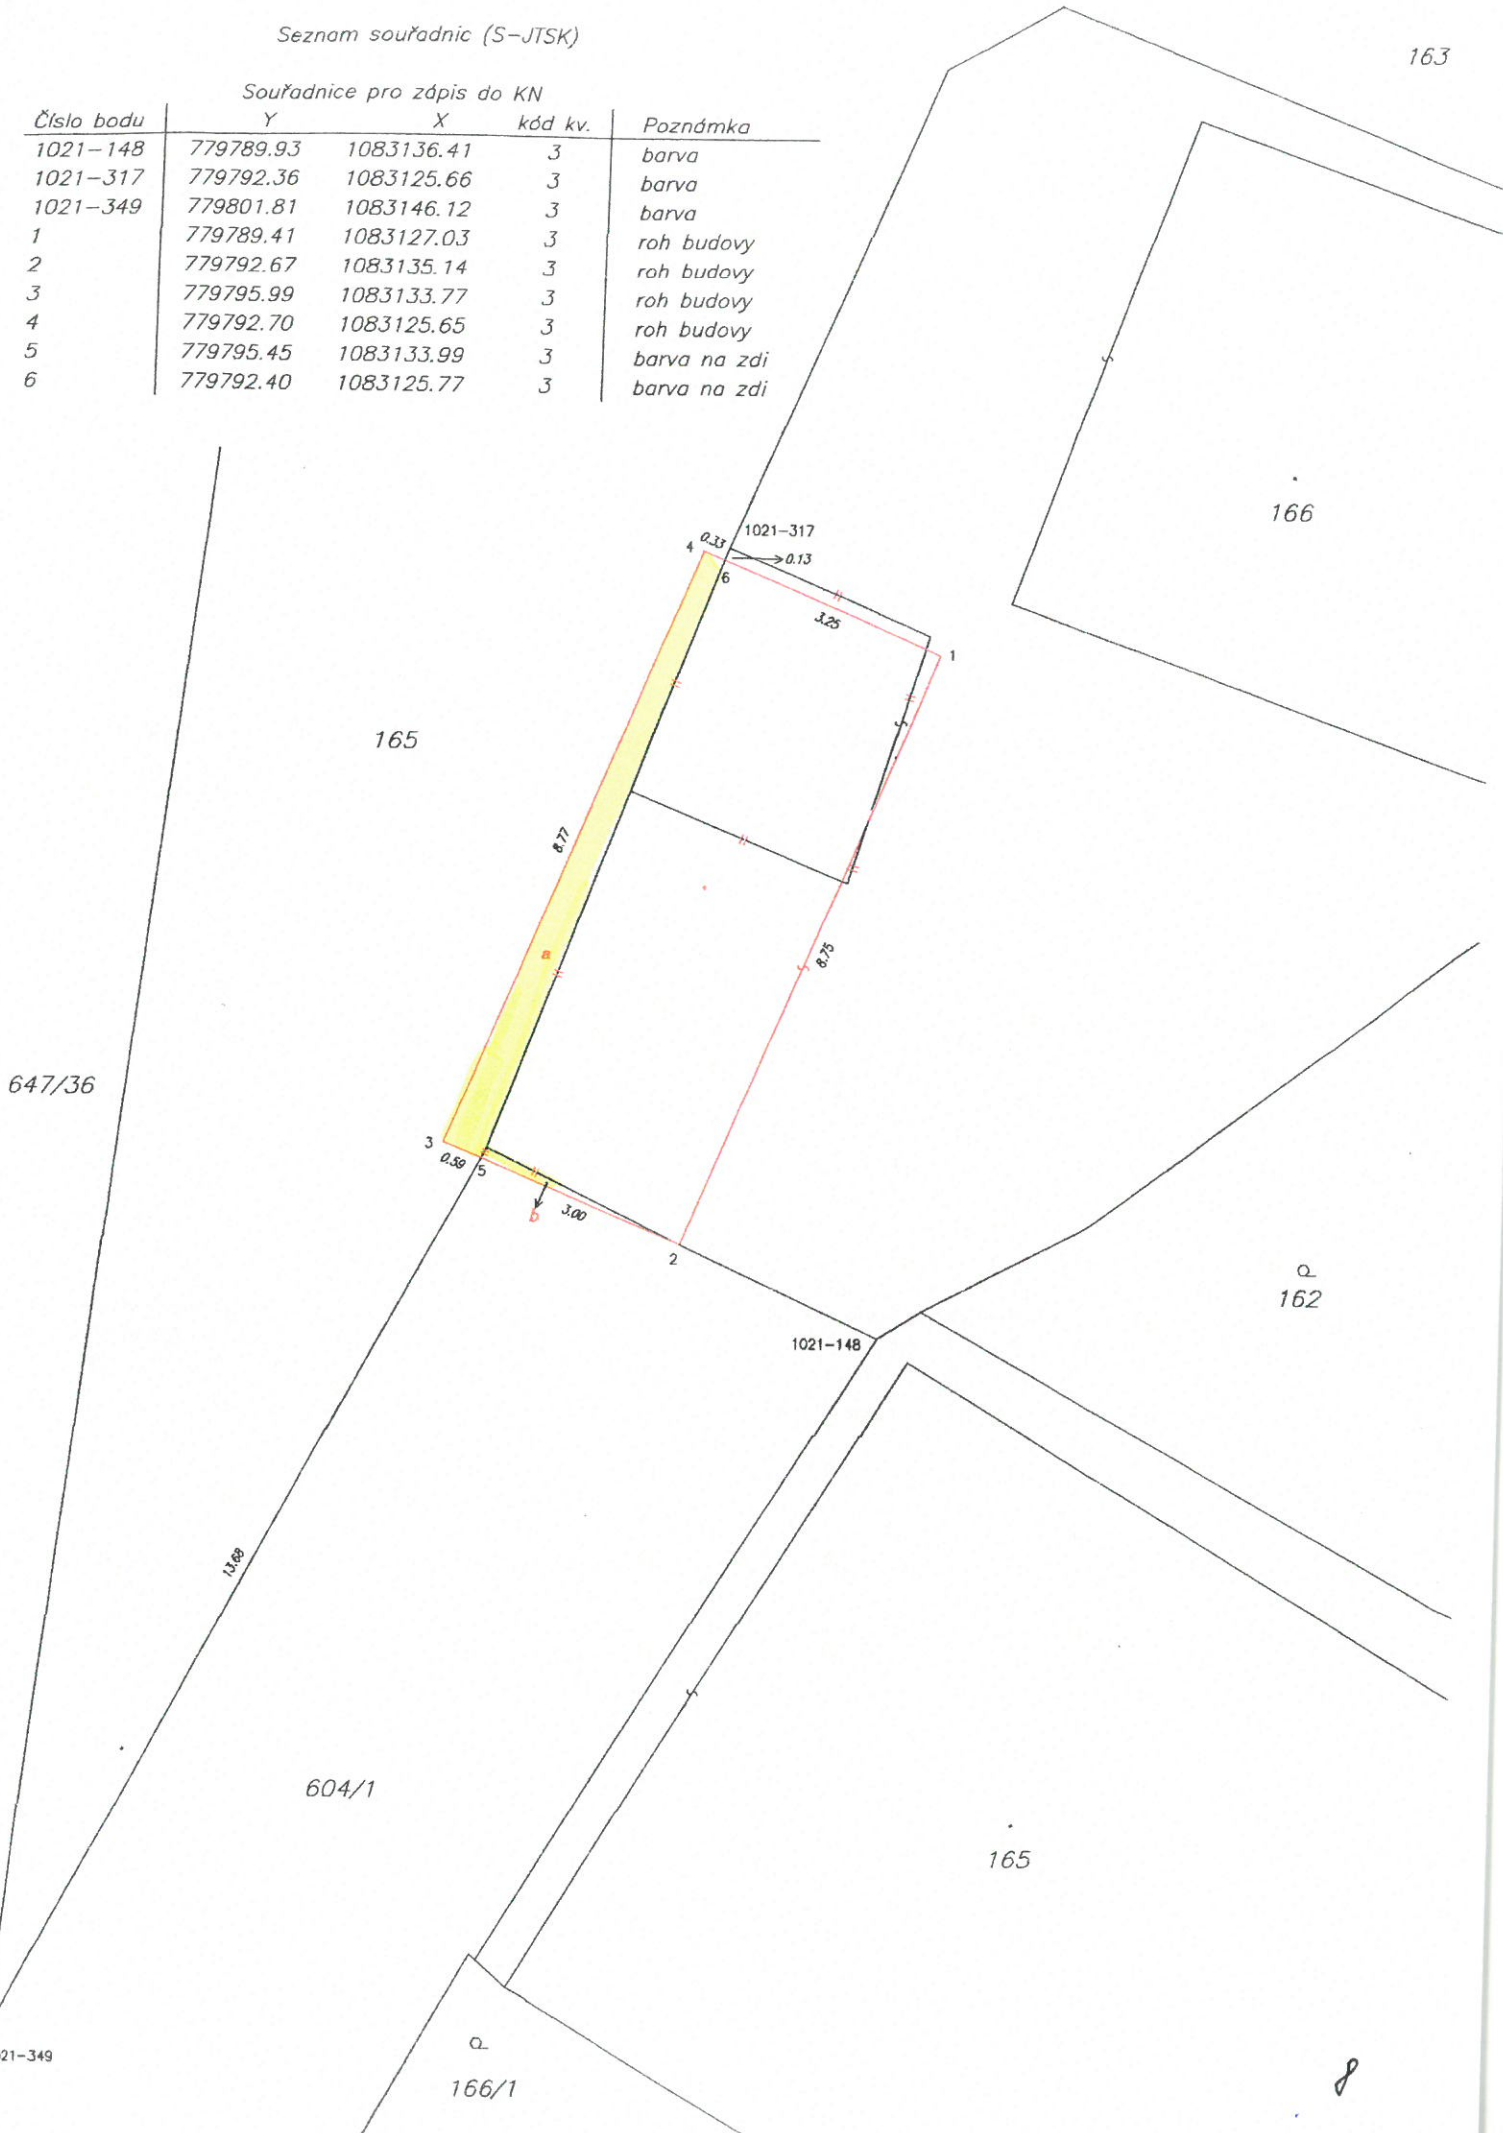 Seznam souřadnic (S-JTSK)
Souřadnice pro zápis do KN
Číslo bodu Y X kód kv. Poznámka
1021-148 779789.93 1083136.41 3 barva
1021-317 779792.36 1083125.66 3 barva
1021-349 779801.81 1083146.12 3 barva
1 779789.41 1083127.03 3 roh budovy
2 779792.67 1083135.14 3 roh budovy
3 779795.99 1083133.77 3 roh budovy
4 779792.70 1083125.65 3 roh budovy
5 779795.45 1083133.99 3 barva na zdi
6 779792.40 1083125.77 3 barva na zdi
163
166
1021-317
4 0.33
0.13
6
3.25
1
165
8.77
a
8.75
647/36
3
0.59
5
b
3.00
2
162
1021-148
13.68
604/1
165
21-349
166/1
8